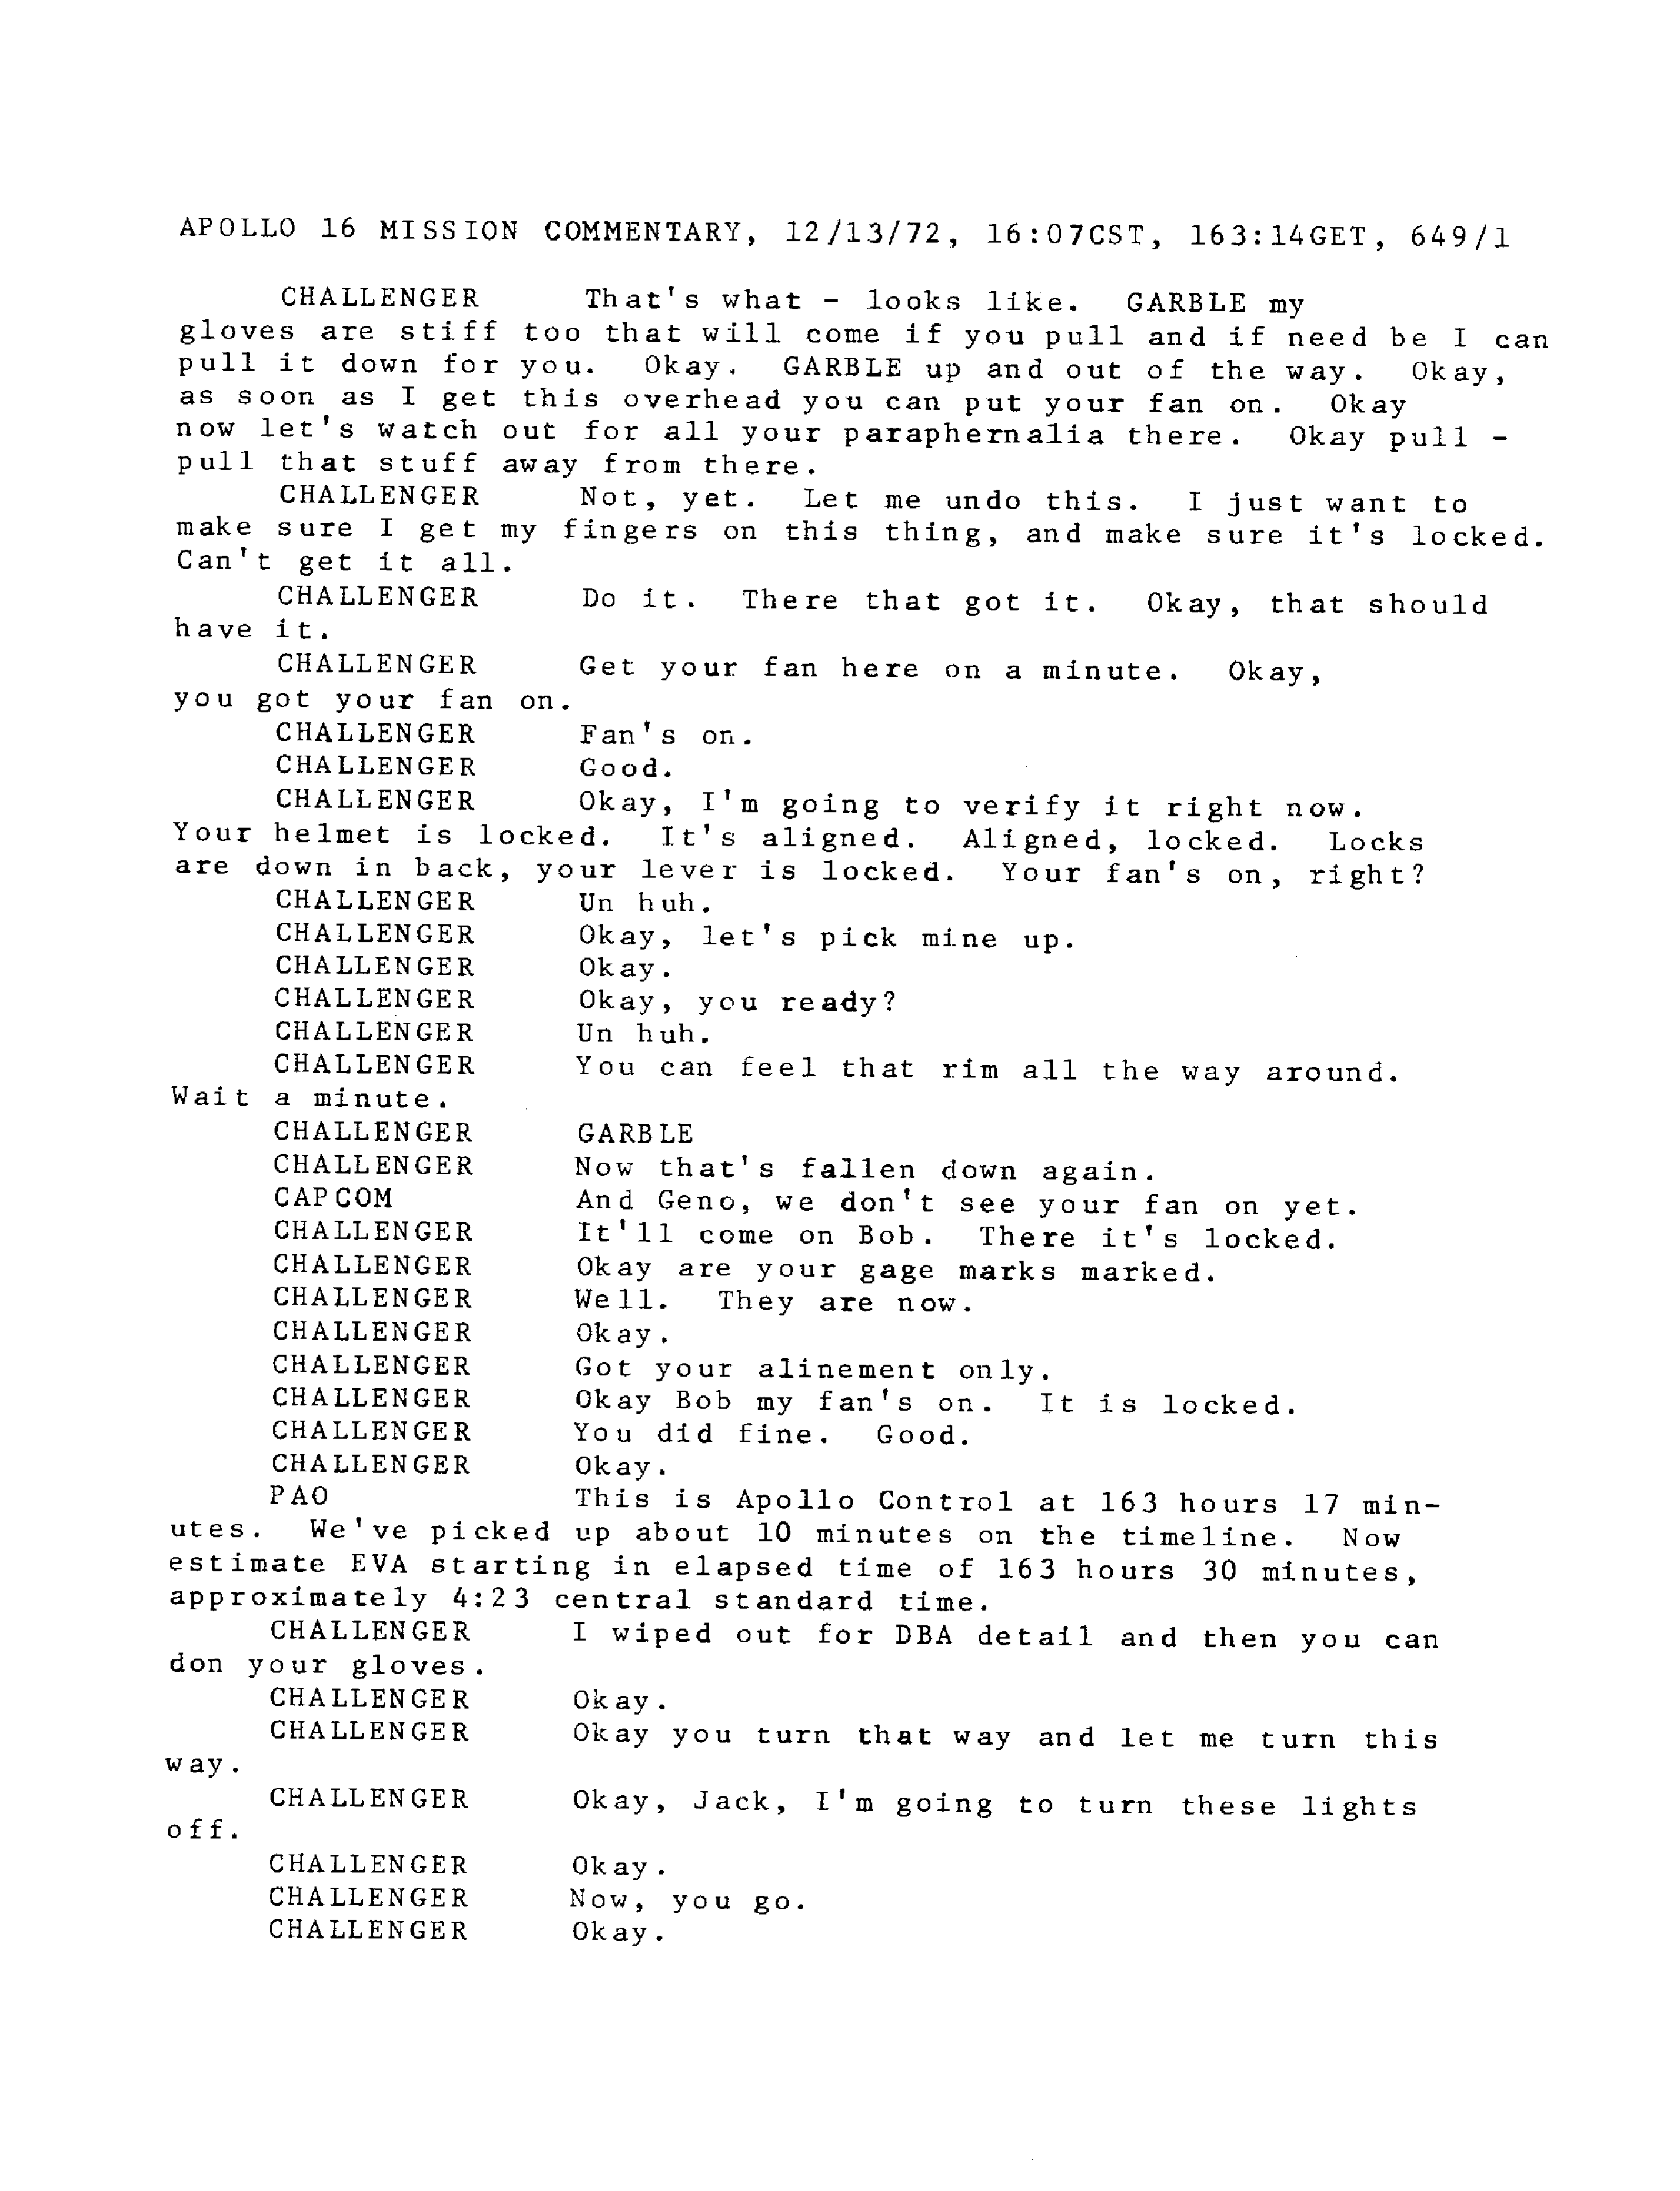 APOLLO 16 MISSION COMMENTARY, 12/13/72, 16:07CST, 163:14GET, 649/1
CHALLENGER That's what - looks like. GARBLE my
gloves are stiff too that will come if you pull and if need be I can
pull it down for you. Okay. GARBLE up and out of the way. Okay,
as soon as I get this overhead you can put your fan on. Okay
now let's watch out for all your paraphernalia there. Okay pull -
pull that stuff away from there.
CHALLENGER Not, yet. Let me undo this. I just want to
make sure I get my fingers on this thing, and make sure it's locked.
Can't get it all.
CHALLENGER Do it. There that got it. Okay, that should
have it.
CHALLENGER Get your fan here on a minute. Okay,
you got your fan on.
CHALLENGER Fan's on.
CHALLENGER Good.
CHALLENGER Okay, I'm going to verify it right now.
Your helmet is locked. It's aligned. Aligned, locked. Locks
are down in back, your lever is locked. Your fan's on, right?
CHALLENGER Un huh.
CHALLENGER Okay, let's pick mine up.
CHALLENGER Okay.
CHALLENGER Okay, you ready?
CHALLENGER Un huh.
CHALLENGER You can feel that rim all the way around.
Wait a minute.
CHALLENGER GARBLE
CHALLENGER Now that's fallen down again.
CAPCOM And Geno, we don't see your fan on yet.
CHALLENGER It'll come on Bob. There it's locked.
CHALLENGER Okay are your gage marks marked.
CHALLENGER Well. They are now.
CHALLENGER Okay.
CHALLENGER Got your alinement only.
CHALLENGER Okay Bob my fan's on. It is locked.
CHALLENGER You did fine. Good.
CHALLENGER Okay.
PAO This is Apollo Control at 163 hours 17 min-
utes. We've picked up about 10 minutes on the timeline. Now
estimate EVA starting in elapsed time of 163 hours 30 minutes,
approximately 4:23 central standard time.
CHALLENGER I wiped out for DBA detail and then you can
don your gloves.
CHALLENGER Okay.
CHALLENGER Okay you turn that way and let me turn this
way.
CHALLENGER Okay, Jack, I'm going to turn these lights
off.
CHALLENGER Okay.
CHALLENGER Now, you go.
CHALLENGER Okay.